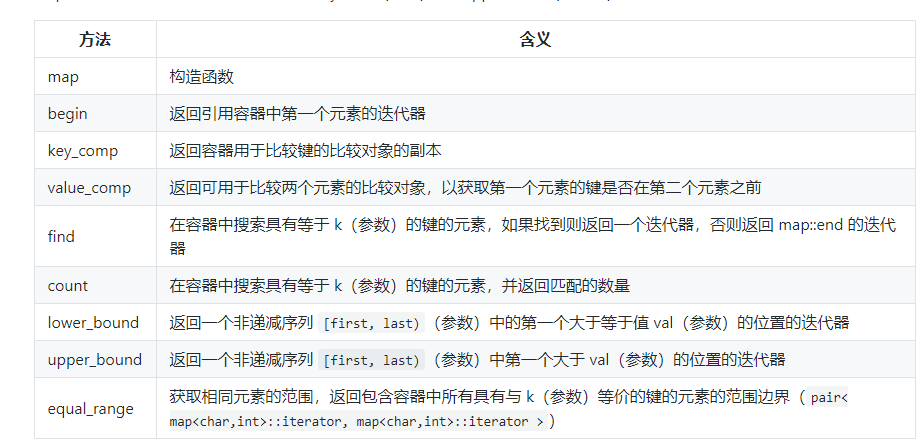 方法 含义
map 构造函数
begin 返回引用容器中第一个元素的迭代器
key_comp 返回容器用于比较键的比较对象的副本
value_comp 返回可用于比较两个元素的比较对象，以获取第一个元素的键是否在第二个元素之前
find 在容器中搜索具有等于 k（参数）的键的元素，如果找到则返回一个迭代器，否则返回 map::end 的迭代
器
count 在容器中搜索具有等于 k（参数）的键的元素，并返回匹配的数量
lower_bound 返回一个非递减序列 [first, last)（参数）中的第一个大于等于值 val（参数）的位置的迭代器
upper_bound 返回一个非递减序列 [first, last)（参数）中第一个大于 val（参数）的位置的迭代器
equal_range 获取相同元素的范围，返回包含容器中所有具有与 k（参数）等价的键的元素的范围边界（ pair<
map<char,int>::iterator, map<char,int>::iterator > ）